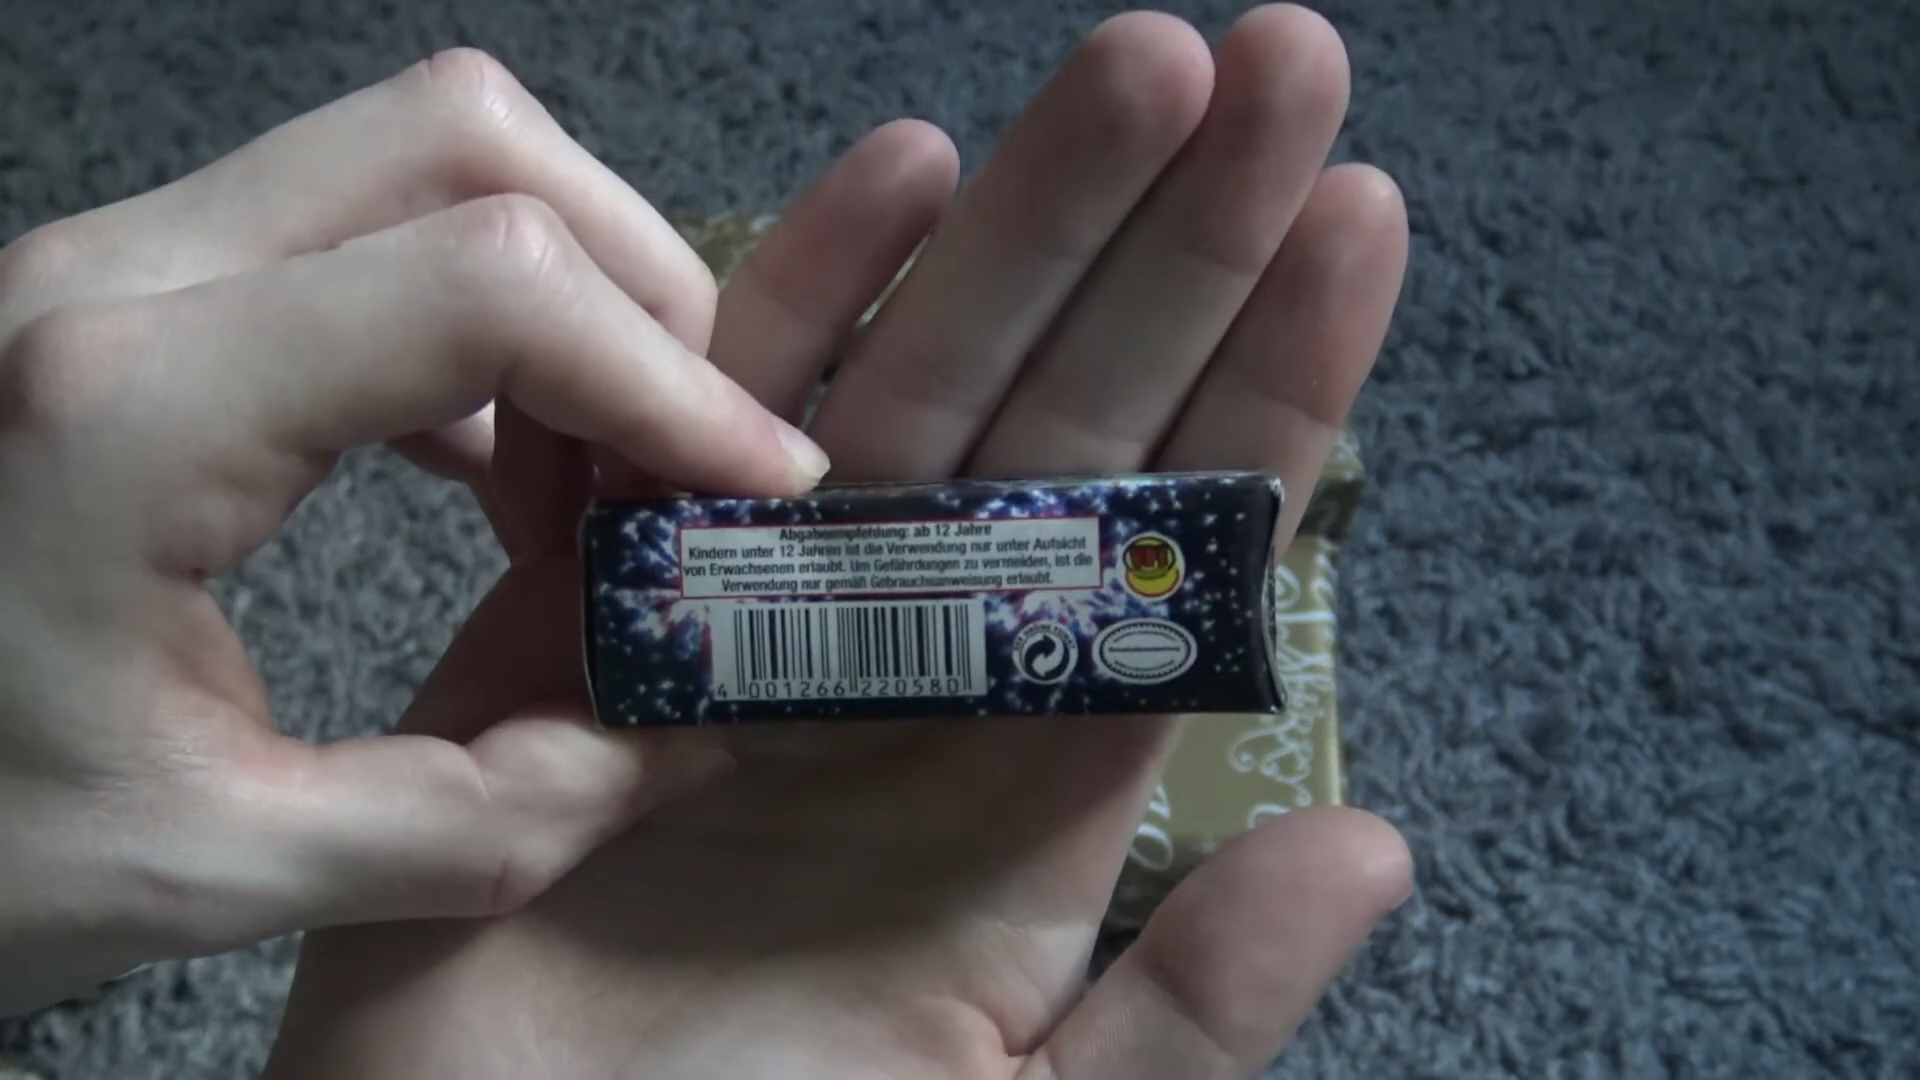 Abgabeempfehlung: ab 12 Jahre
Kindern unter 12 Jahren ist die Verwendung nur unter Aufsicht
von Erwachsenen erlaubt. Um Gefährdungen zu vermeiden, ist die
Verwendung nur gemäß Gebrauchsanweisung erlaubt.
4 001266 220580